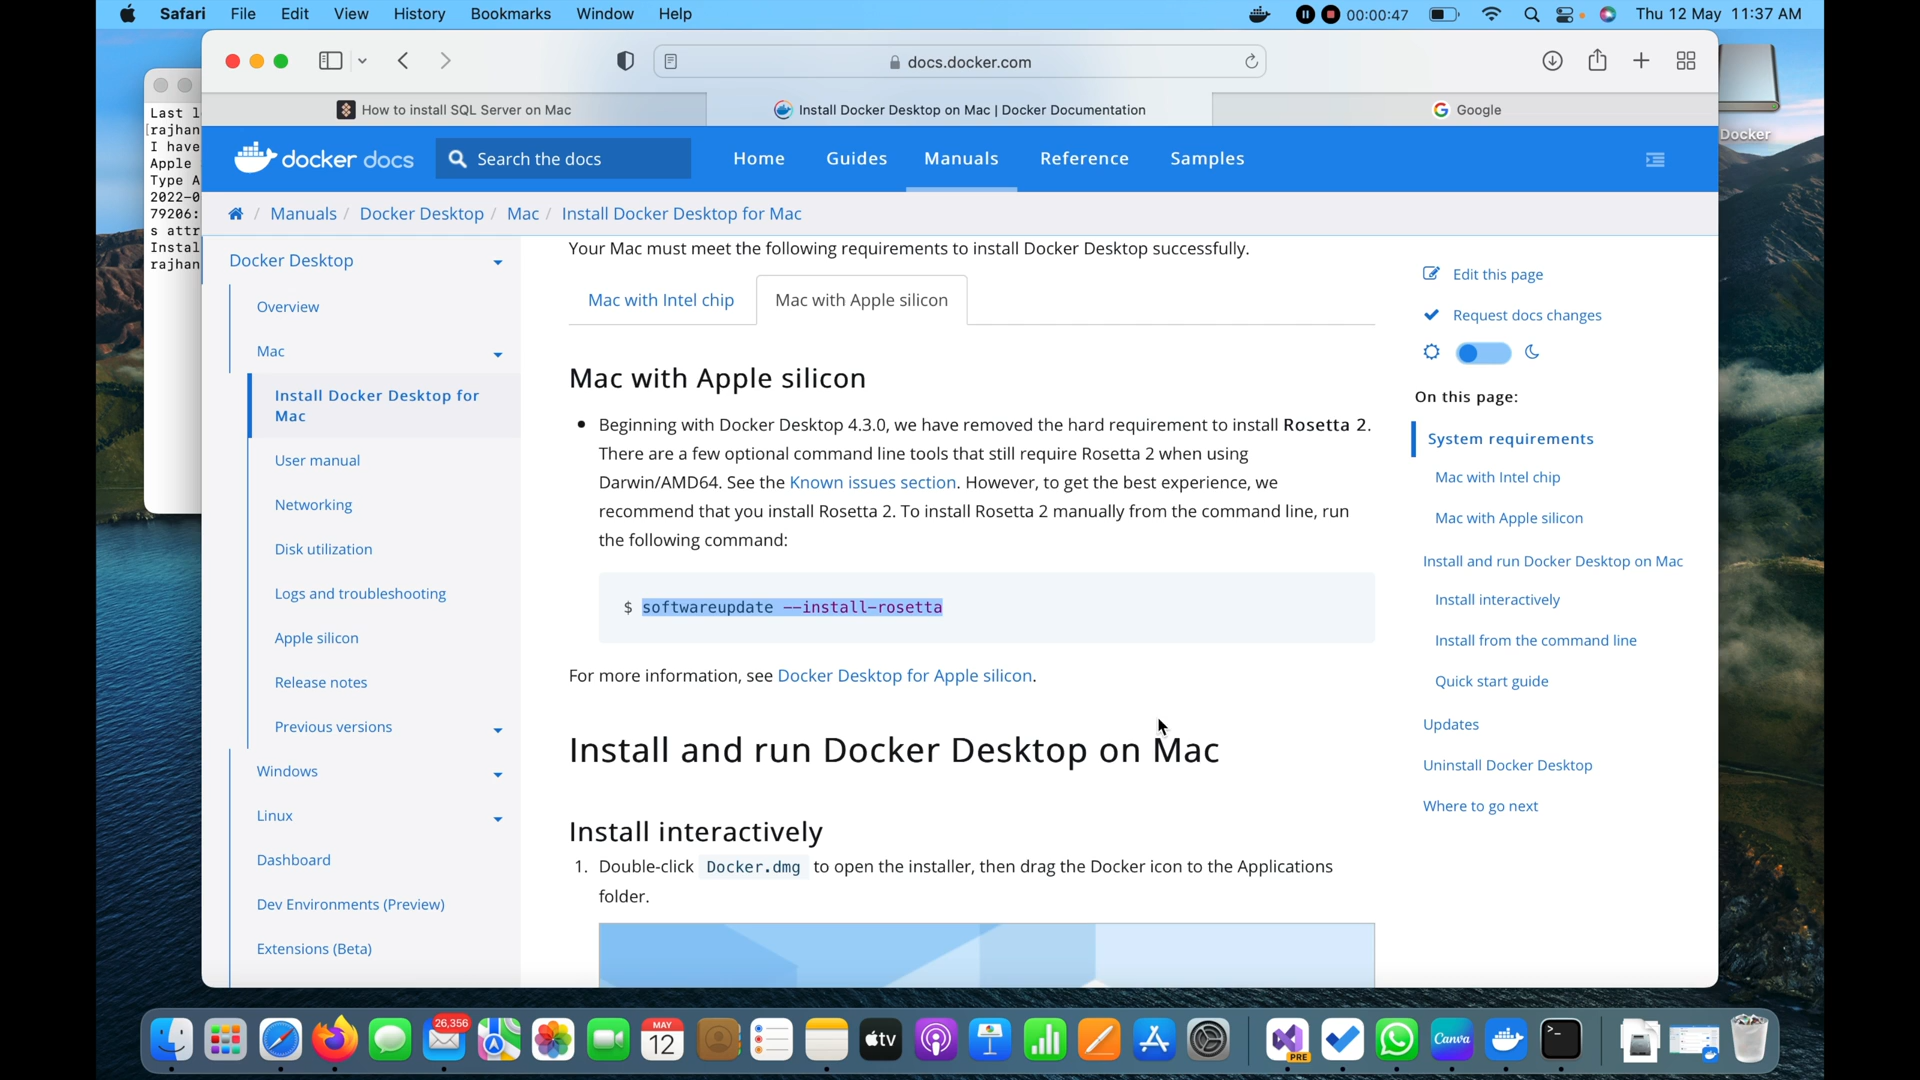 Safari File Edit View History Bookmarks Window Help 00:00:47 Thu 12 May 11:37 AM
docs.docker.com
How to install SQL Server on Mac
Install Docker Desktop on Mac | Docker Documentation
Google
Last l
rajhan
I have
Apple
Type A
2022-0
79206:
s attr
Instal
rajhan
Docker
docker docs
Search the docs
Home Guides Manuals Reference Samples
/ Manuals / Docker Desktop / Mac / Install Docker Desktop for Mac
Docker Desktop
Overview
Mac
Install Docker Desktop for
Mac
User manual
Networking
Disk utilization
Logs and troubleshooting
Apple silicon
Release notes
Previous versions
Windows
Linux
Dashboard
Dev Environments (Preview)
Extensions (Beta)
Your Mac must meet the following requirements to install Docker Desktop successfully.
Mac with Intel chip
Mac with Apple silicon
Mac with Apple silicon
• Beginning with Docker Desktop 4.3.0, we have removed the hard requirement to install Rosetta 2.
There are a few optional command line tools that still require Rosetta 2 when using
Darwin/AMD64. See the Known issues section. However, to get the best experience, we
recommend that you install Rosetta 2. To install Rosetta 2 manually from the command line, run
the following command:
$ softwareupdate --install-rosetta
For more information, see Docker Desktop for Apple silicon.
Install and run Docker Desktop on Mac
Install interactively
1. Double-click Docker.dmg to open the installer, then drag the Docker icon to the Applications
folder.
Edit this page
Request docs changes
On this page:
System requirements
Mac with Intel chip
Mac with Apple silicon
Install and run Docker Desktop on Mac
Install interactively
Install from the command line
Quick start guide
Updates
Uninstall Docker Desktop
Where to go next
26,356
MAY
12
tv
PRE
Canva